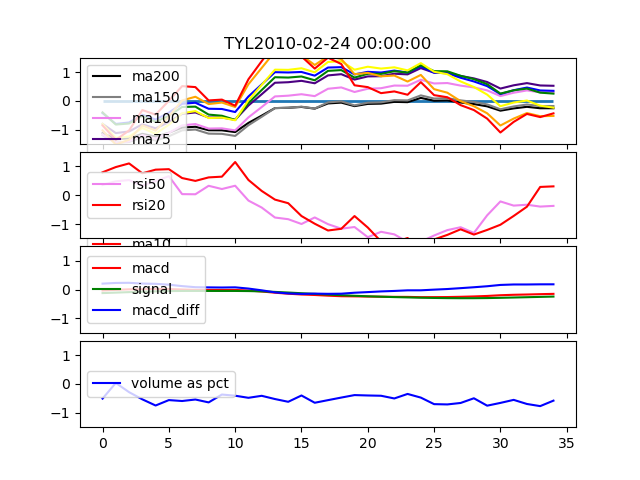 TYL2010-02-24 00:00:00
1
0
−1
ma200
ma150
ma100
ma75
1
0
−1
rsi50
rsi20
ma10
1
0
−1
macd
signal
macd_diff
1
0
−1
volume as pct
0 5 10 15 20 25 30 35